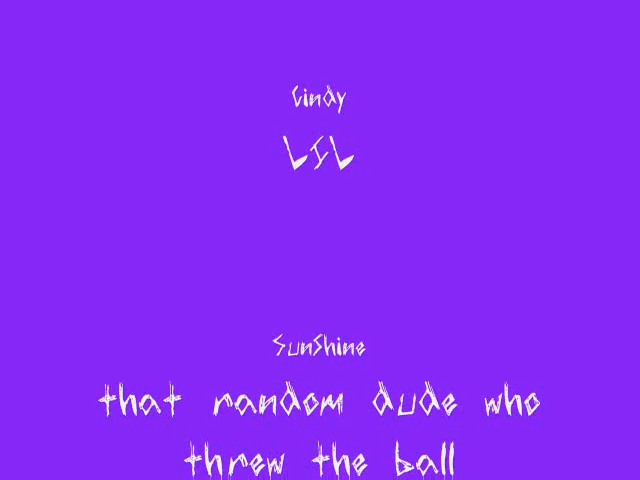 Cindy
LIL
SunShine
that random dude who
threw the ball